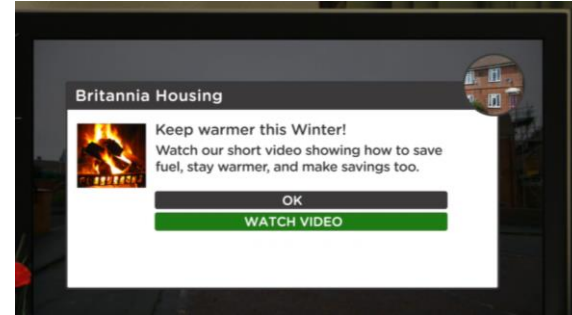 Britannia Housing
Keep warmer this Winter!
Watch our short video showing how to save
fuel, stay warmer, and make savings too.
OK
WATCH VIDEO